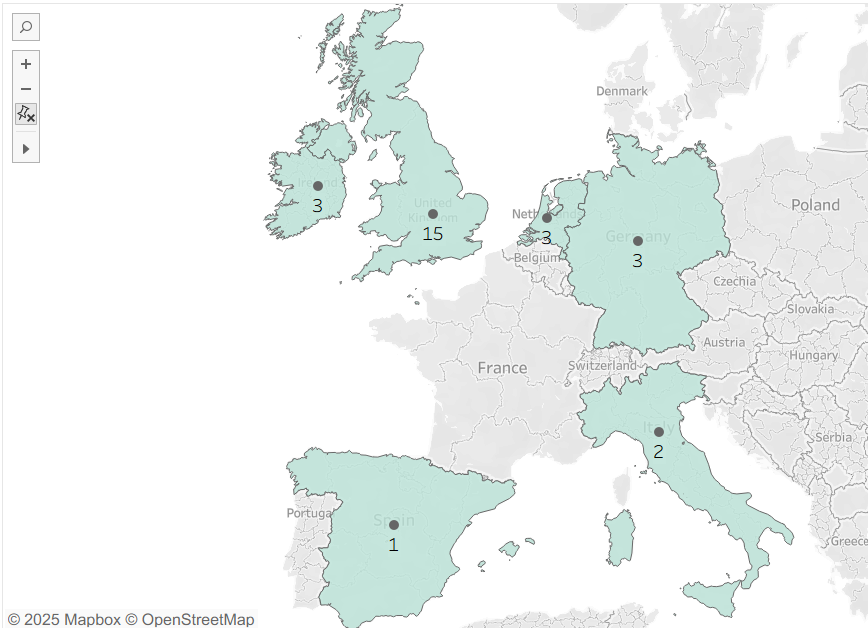 Denmark
Ireland
3
United
Kingdom
15
Netherlands
3
Germany
3
Poland
Belgium
Czechia
Slovakia
Austria
Hungary
France
Switzerland
Italy
2
Serbia
Portugal
Spain
1
Greece
© 2025 Mapbox © OpenStreetMap